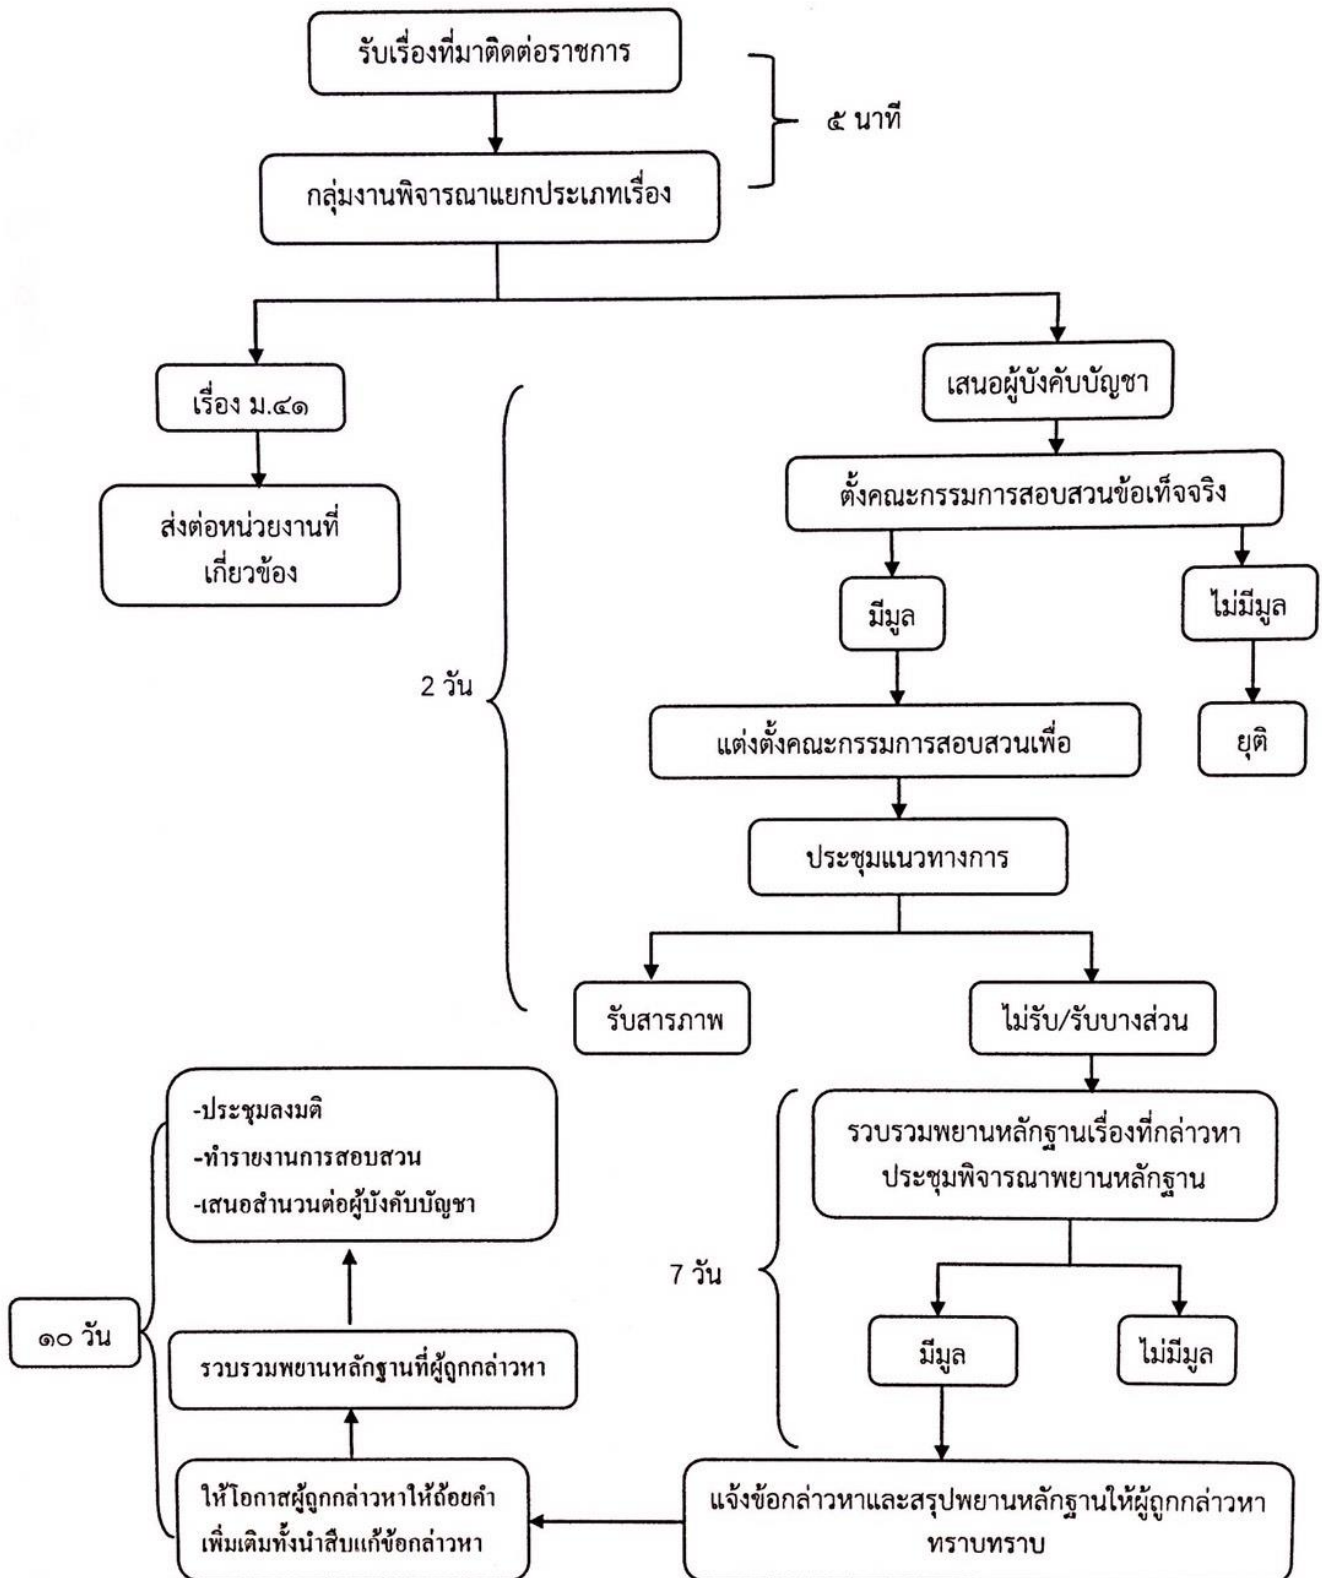 รับเรื่องที่มาติดต่อราชการ
๕ นาที
กลุ่มงานพิจารณาแยกประเภทเรื่อง
เรื่อง ม.๔๑
ส่งต่อหน่วยงานที่
เกี่ยวข้อง
เสนอผู้บังคับบัญชา
ตั้งคณะกรรมการสอบสวนข้อเท็จจริง
มีมูล
ไม่มีมูล
2 วัน
แต่งตั้งคณะกรรมการสอบสวนเพื่อ
ยุติ
ประชุมแนวทางการ
รับสารภาพ
ไม่รับ/รับบางส่วน
รวบรวมพยานหลักฐานเรื่องที่กล่าวหา
ประชุมพิจารณาพยานหลักฐาน
7 วัน
มีมูล
ไม่มีมูล
แจ้งข้อกล่าวหาและสรุปพยานหลักฐานให้ผู้ถูกกล่าวหา
ทราบทราบ
ให้โอกาสผู้ถูกกล่าวหาให้ถ้อยคำ
เพิ่มเติมทั้งนำสืบแก้ข้อกล่าวหา
รวบรวมพยานหลักฐานที่ผู้ถูกกล่าวหา
-ประชุมลงมติ
-ทำรายงานการสอบสวน
-เสนอสำนวนต่อผู้บังคับบัญชา
๑๐ วัน